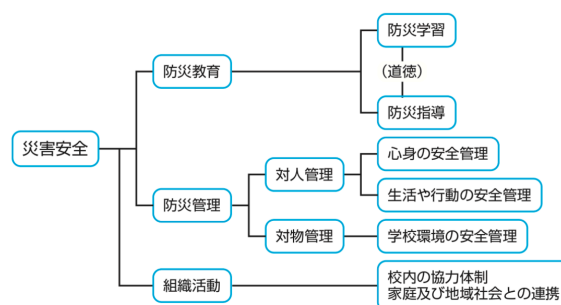 防災学習
(道徳)
防災教育
防災指導
災害安全
心身の安全管理
対人管理
生活や行動の安全管理
防災管理
対物管理
学校環境の安全管理
組織活動
校内の協力体制
家庭及び地域社会との連携